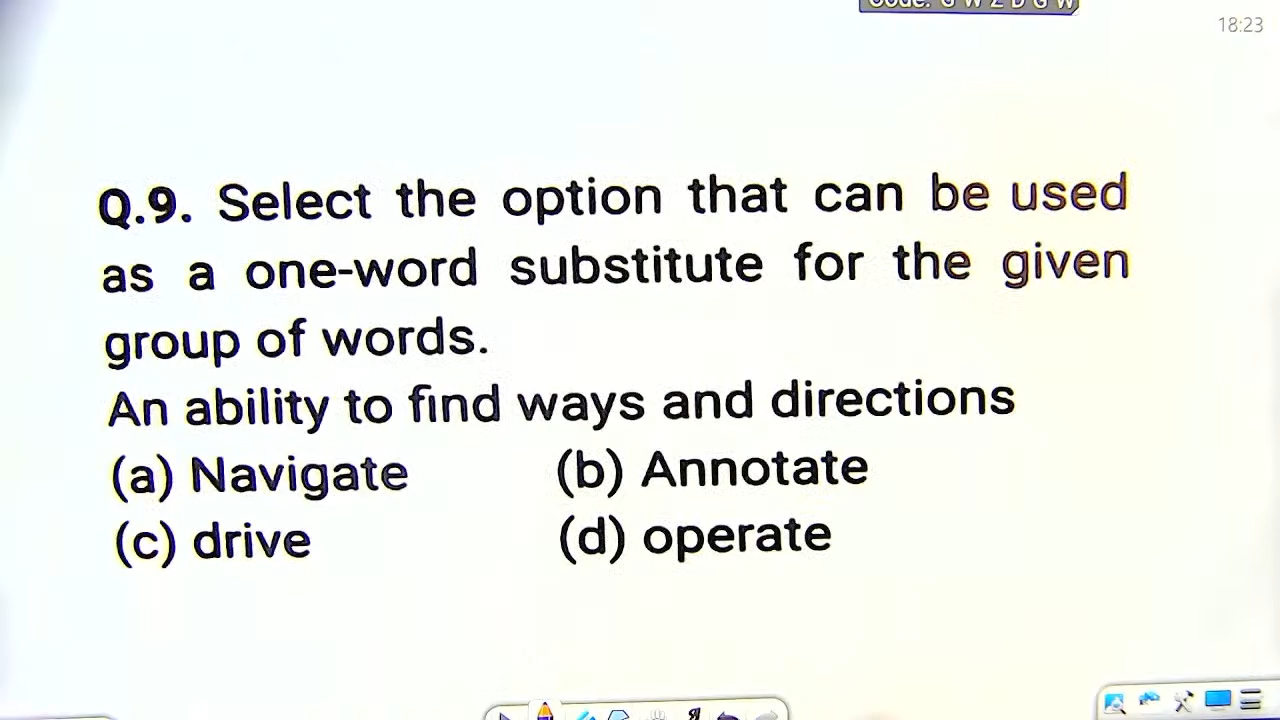 18:23
Q.9. Select the option that can be used
as a one-word substitute for the given
group of words.
An ability to find ways and directions
(a) Navigate (b) Annotate
(c) drive (d) operate